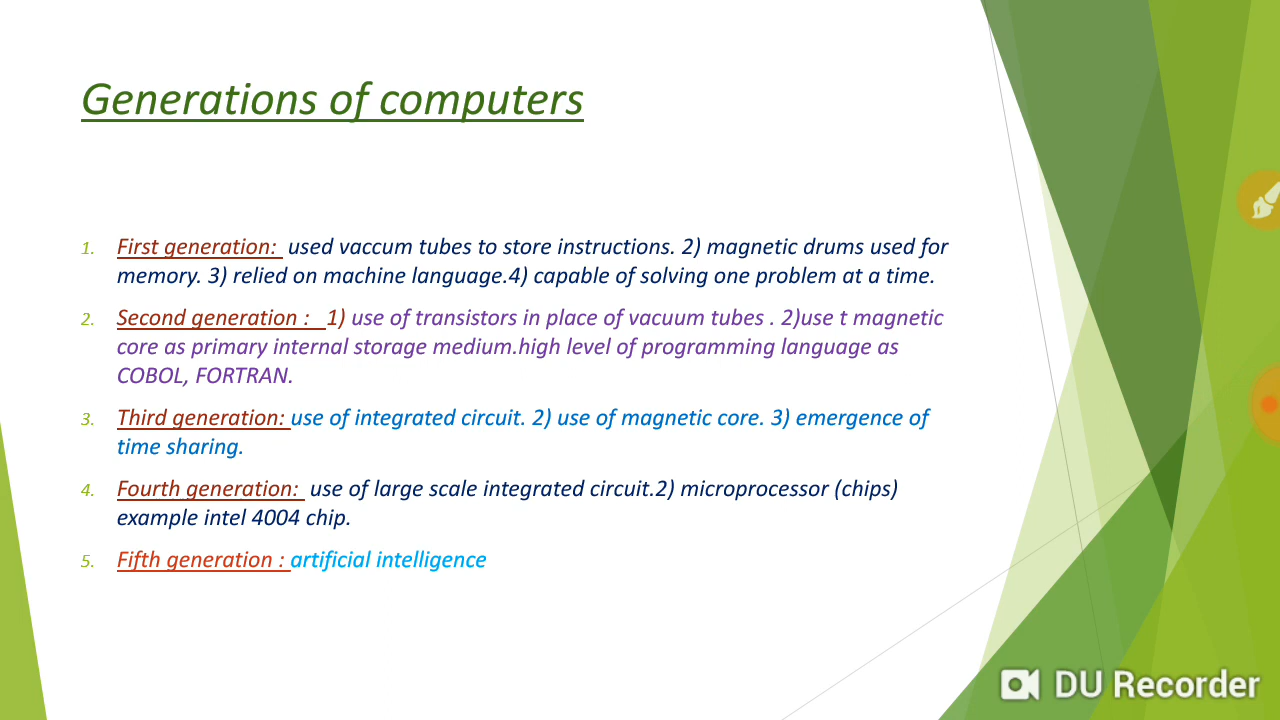 Generations of computers
1. First generation: used vaccum tubes to store instructions. 2) magnetic drums used for
memory. 3) relied on machine language.4) capable of solving one problem at a time.
2. Second generation : 1) use of transistors in place of vacuum tubes . 2)use t magnetic
core as primary internal storage medium.high level of programming language as
COBOL, FORTRAN.
3. Third generation: use of integrated circuit. 2) use of magnetic core. 3) emergence of
time sharing.
4. Fourth generation: use of large scale integrated circuit.2) microprocessor (chips)
example intel 4004 chip.
5. Fifth generation : artificial intelligence
DU Recorder